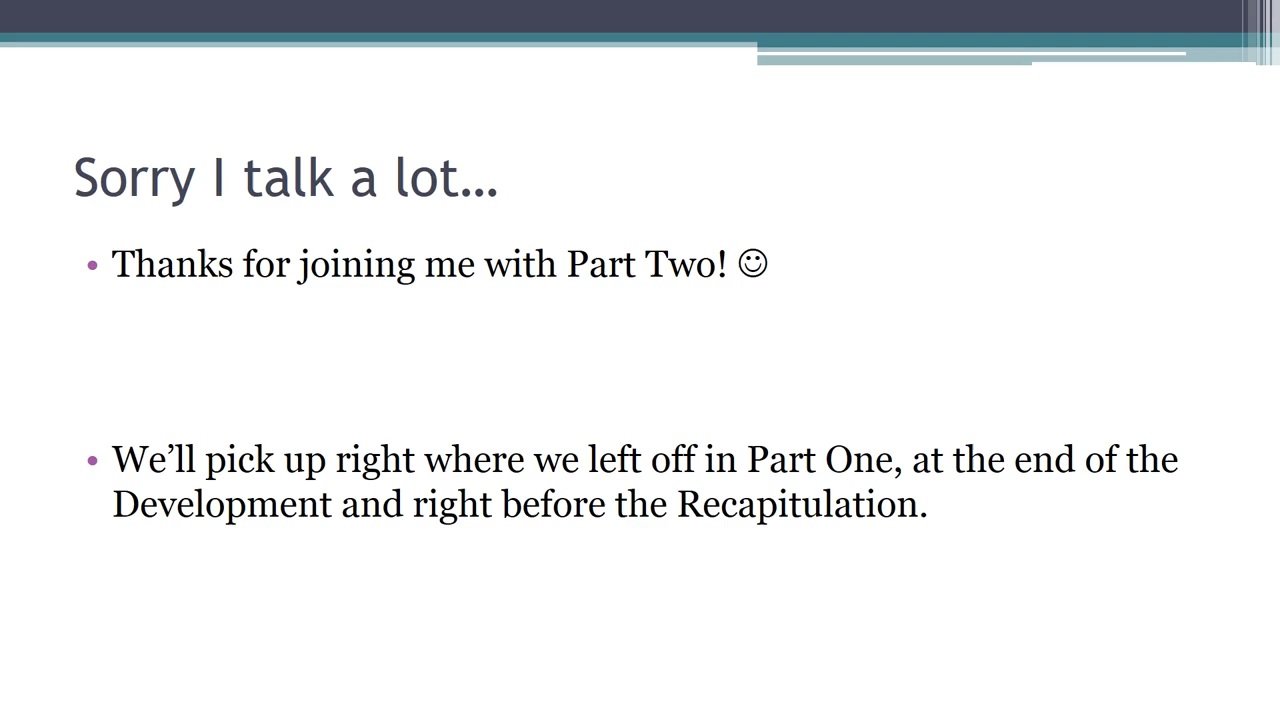 Sorry I talk a lot…
• Thanks for joining me with Part Two! ☺
• We’ll pick up right where we left off in Part One, at the end of the
Development and right before the Recapitulation.